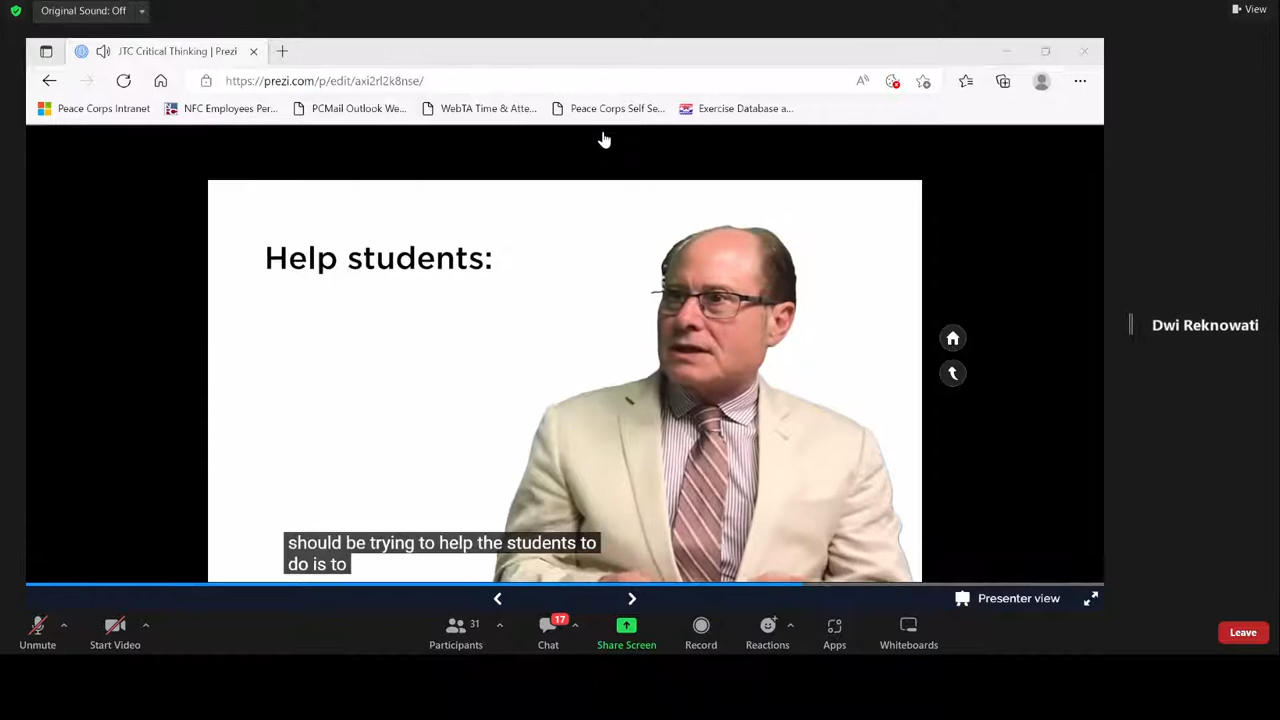 Original Sound: Off
View
JTC Critical Thinking | Prezi
https://prezi.com/p/edit/axi2rl2k8nse/
Peace Corps Intranet
NFC Employees Per...
PCMail Outlook We...
WebTA Time & Atte...
Peace Corps Self Se...
Exercise Database a...
Help students:
Dwi Reknowati
should be trying to help the students to
do is to
Presenter view
31
17
Unmute
Start Video
Participants
Chat
Share Screen
Record
Reactions
Apps
Whiteboards
Leave